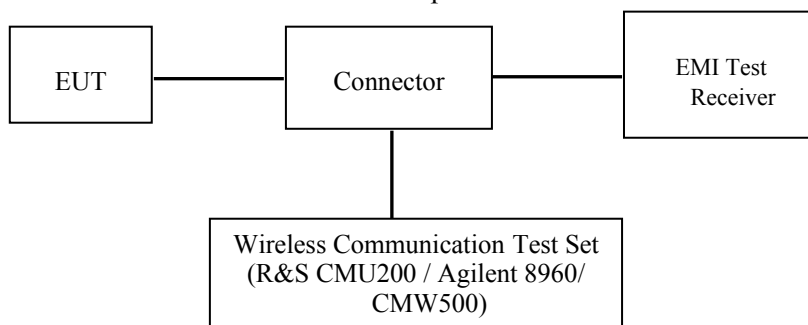 EUT
Connector
EMI Test
Receiver
Wireless Communication Test Set
(R&S CMU200 / Agilent 8960/
CMW500)